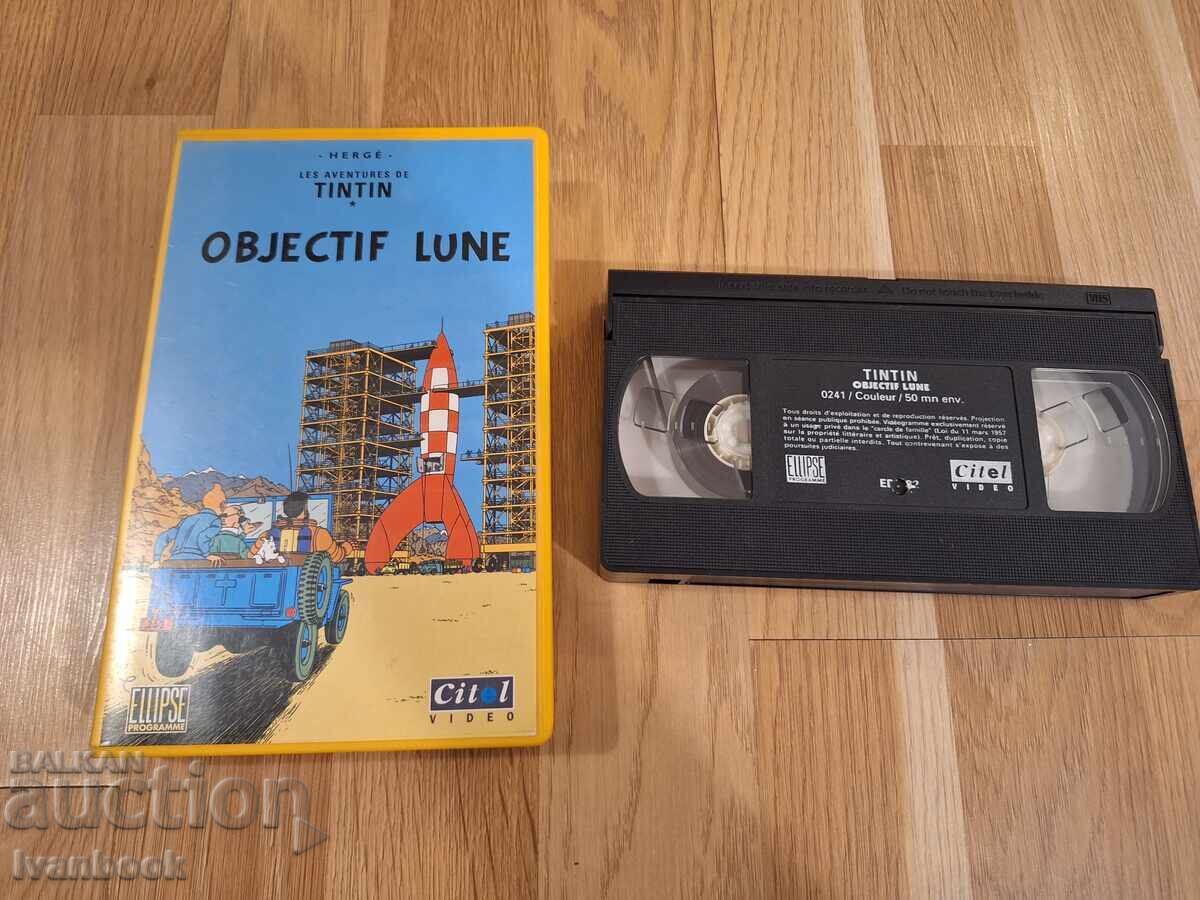 - HERGÉ -
LES AVENTURES DE
TINTIN
OBJECTIF LUNE
ELLIPSE
PROGRAMME
Citel
VIDEO
Do not touch the tape inside
VHS
TINTIN
OBJECTIF LUNE
0241 / Couleur / 50 mn env.
Tous droits d'exploitation et de reproduction réservés. Projection
en séance publique prohibée. Vidéogramme exclusivement réservé
à un usage privé dans le "cercle de famille" (Loi du 11 mars 1957
sur la propriété littéraire et artistique). Prêt, duplication, copie
totale ou partielle interdits. Tout contrevenant s'expose à des
poursuites judiciaires.
ELLIPSE
PROGRAMME
Citel
VIDEO
BALKAN
auction
Ivanbook